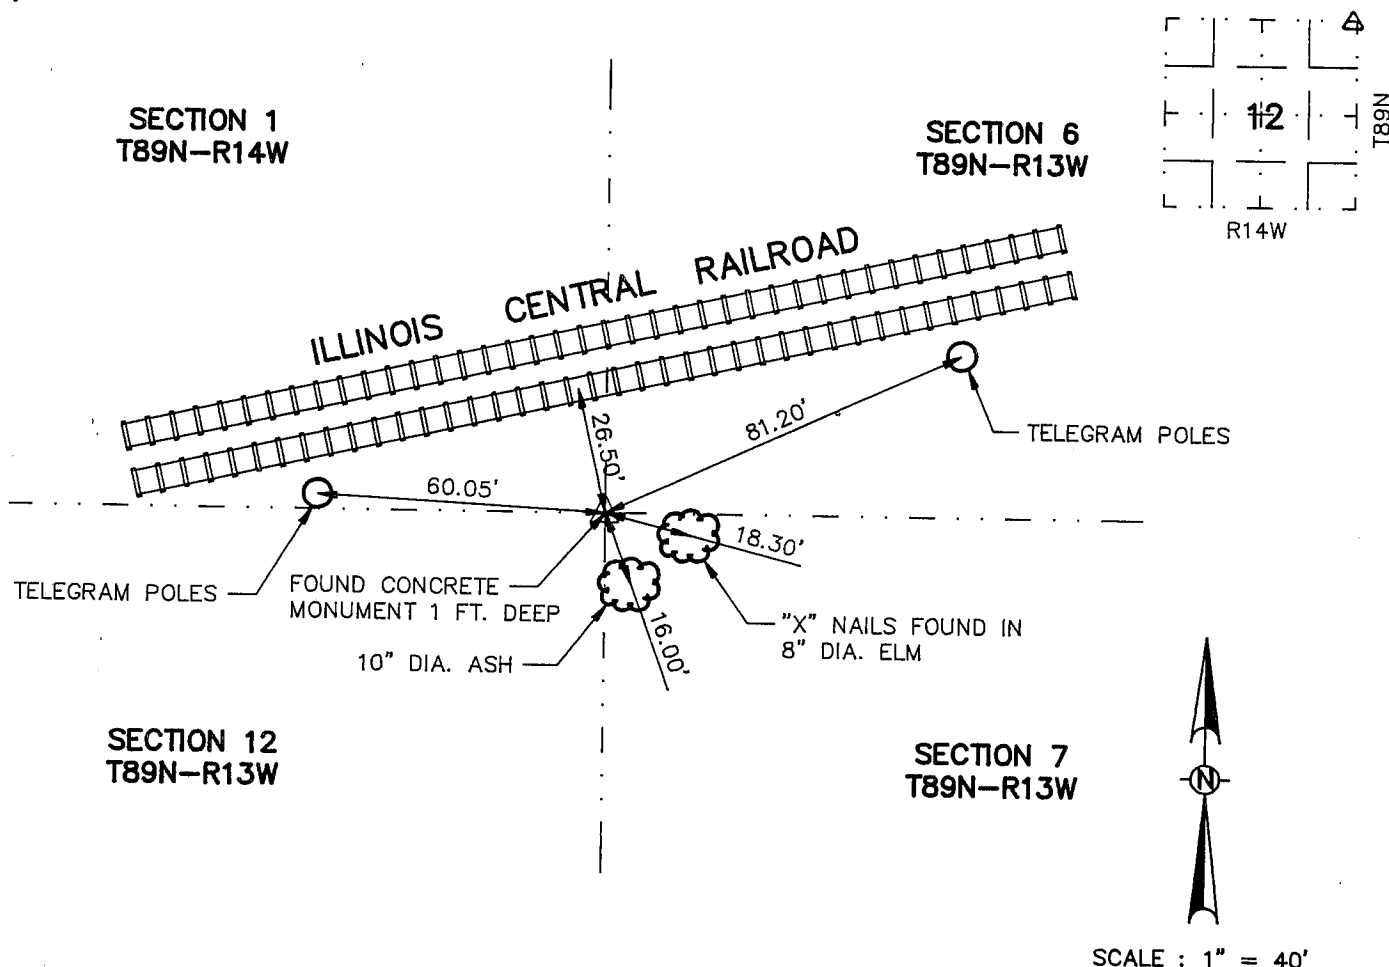 SECTION 1
T89N-R14W
SECTION 6
T89N-R13W
12
T89N
R14W
ILLINOIS CENTRAL RAILROAD
26.50'
81.20'
TELEGRAM POLES
60.05'
18.30'
TELEGRAM POLES
FOUND CONCRETE
MONUMENT 1 FT. DEEP
16.00'
"X" NAILS FOUND IN
8" DIA. ELM
10" DIA. ASH
SECTION 12
T89N-R13W
SECTION 7
T89N-R13W
N
SCALE : 1" = 40'